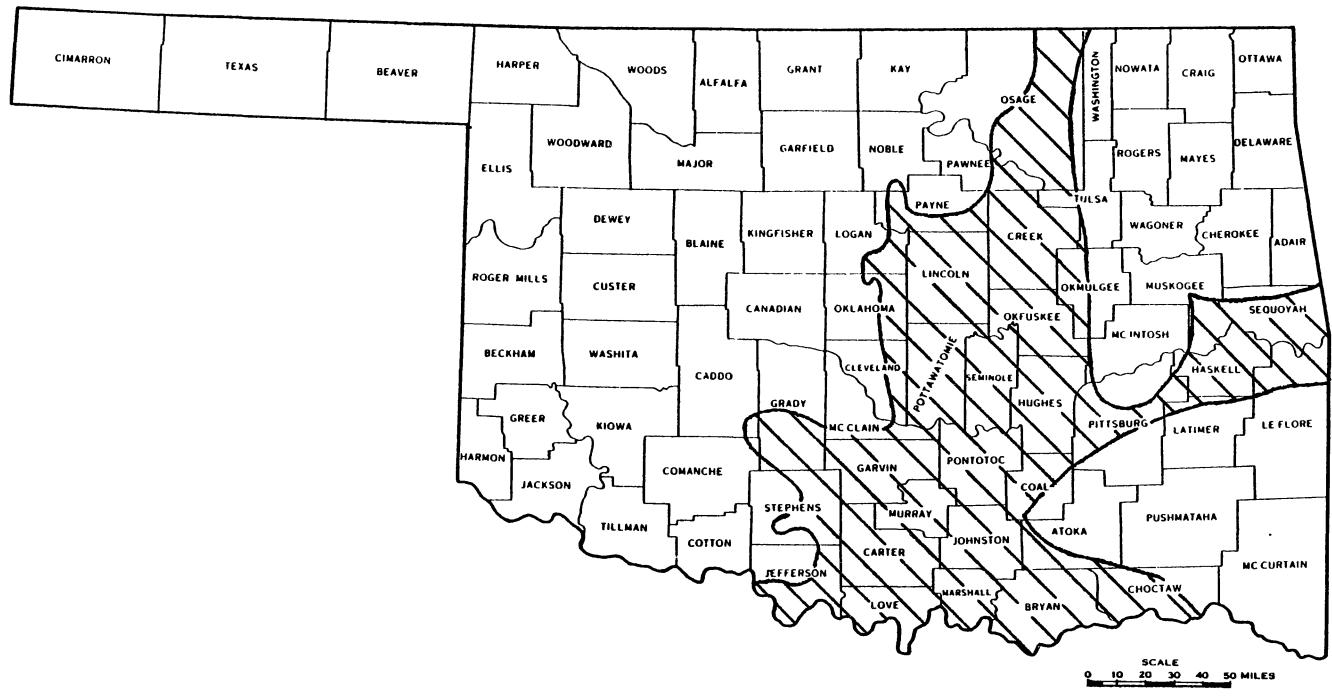 CIMARRON
TEXAS
BEAVER
HARPER
WOODS
ALFALFA
GRANT
KAY
OSAGE
WASHINGTON
NOWATA
CRAIG
OTTAWA
ELLIS
WOODWARD
MAJOR
GARFIELD
NOBLE
PAWNEE
ROGERS
MAYES
DELAWARE
DEWEY
BLAINE
KINGFISHER
LOGAN
PAYNE
CREEK
TULSA
WAGONER
CHEROKEE
ADAIR
ROGER MILLS
CUSTER
CANADIAN
OKLAHOMA
LINCOLN
OKFUSKEE
OKMULGEE
MUSKOGEE
SEQUOYAH
BECKHAM
WASHITA
CADDO
GRADY
CLEVELAND
POTTAWATOMIE
SEMINOLE
HUGHES
MC INTOSH
HASKELL
GREER
KIOWA
MC CLAIN
PITTSBURG
LATIMER
LE FLORE
HARMON
JACKSON
COMANCHE
GARVIN
PONTOTOC
COAL
TILLMAN
COTTON
STEPHENS
MURRAY
CARTER
JOHNSTON
ATOKA
PUSHMATAHA
MC CURTAIN
JEFFERSON
LOVE
MARSHALL
BRYAN
CHOCTAW
SCALE
0 10 20 30 40 50 MILES